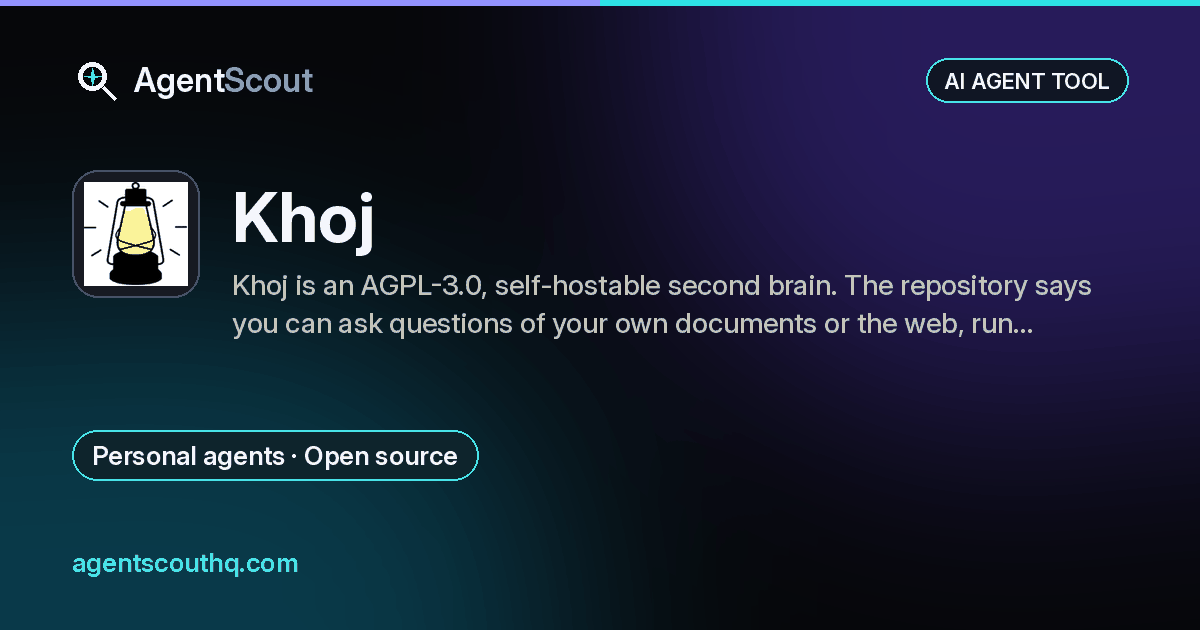 AgentScout
AI AGENT TOOL
Khoj
Khoj is an AGPL-3.0, self-hostable second brain. The repository says
you can ask questions of your own documents or the web, run...
Personal agents · Open source
agentscouthq.com